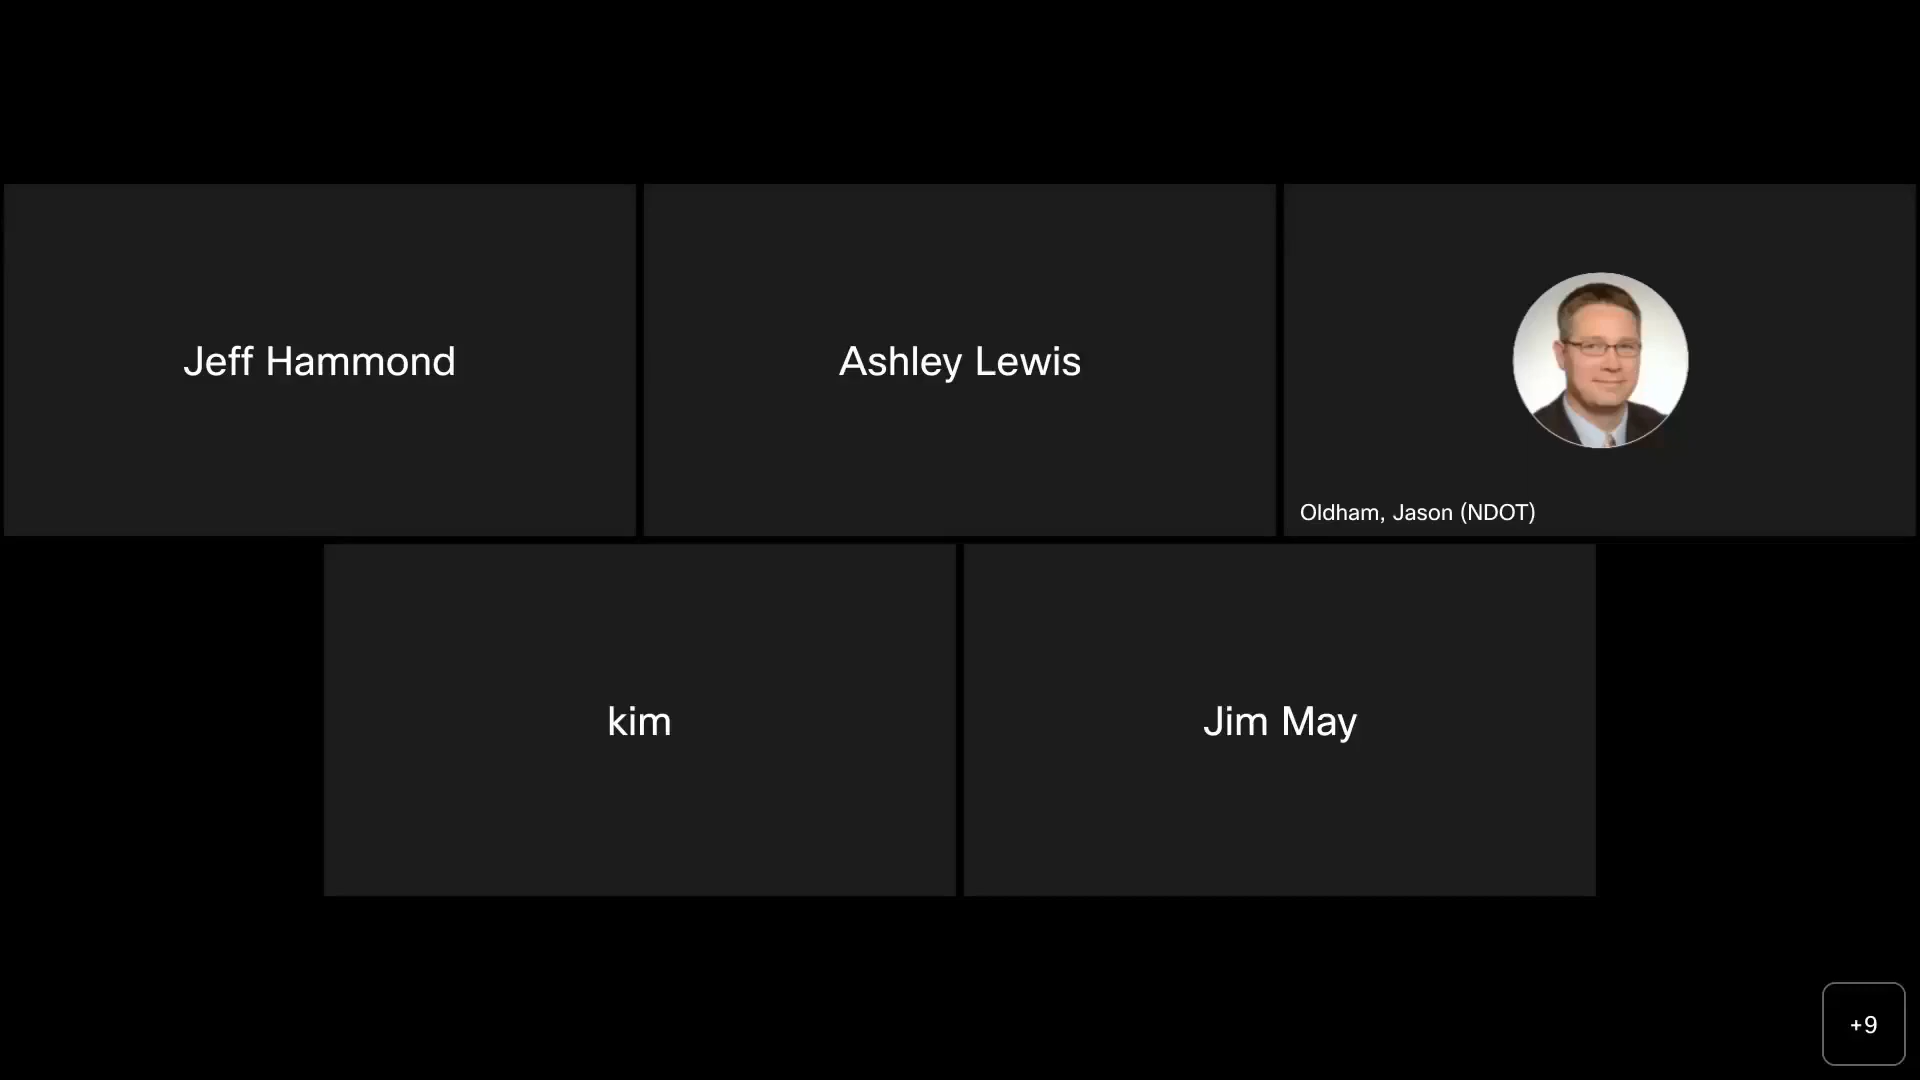 Jeff Hammond
Ashley Lewis
Oldham, Jason (NDOT)
kim
Jim May
+9